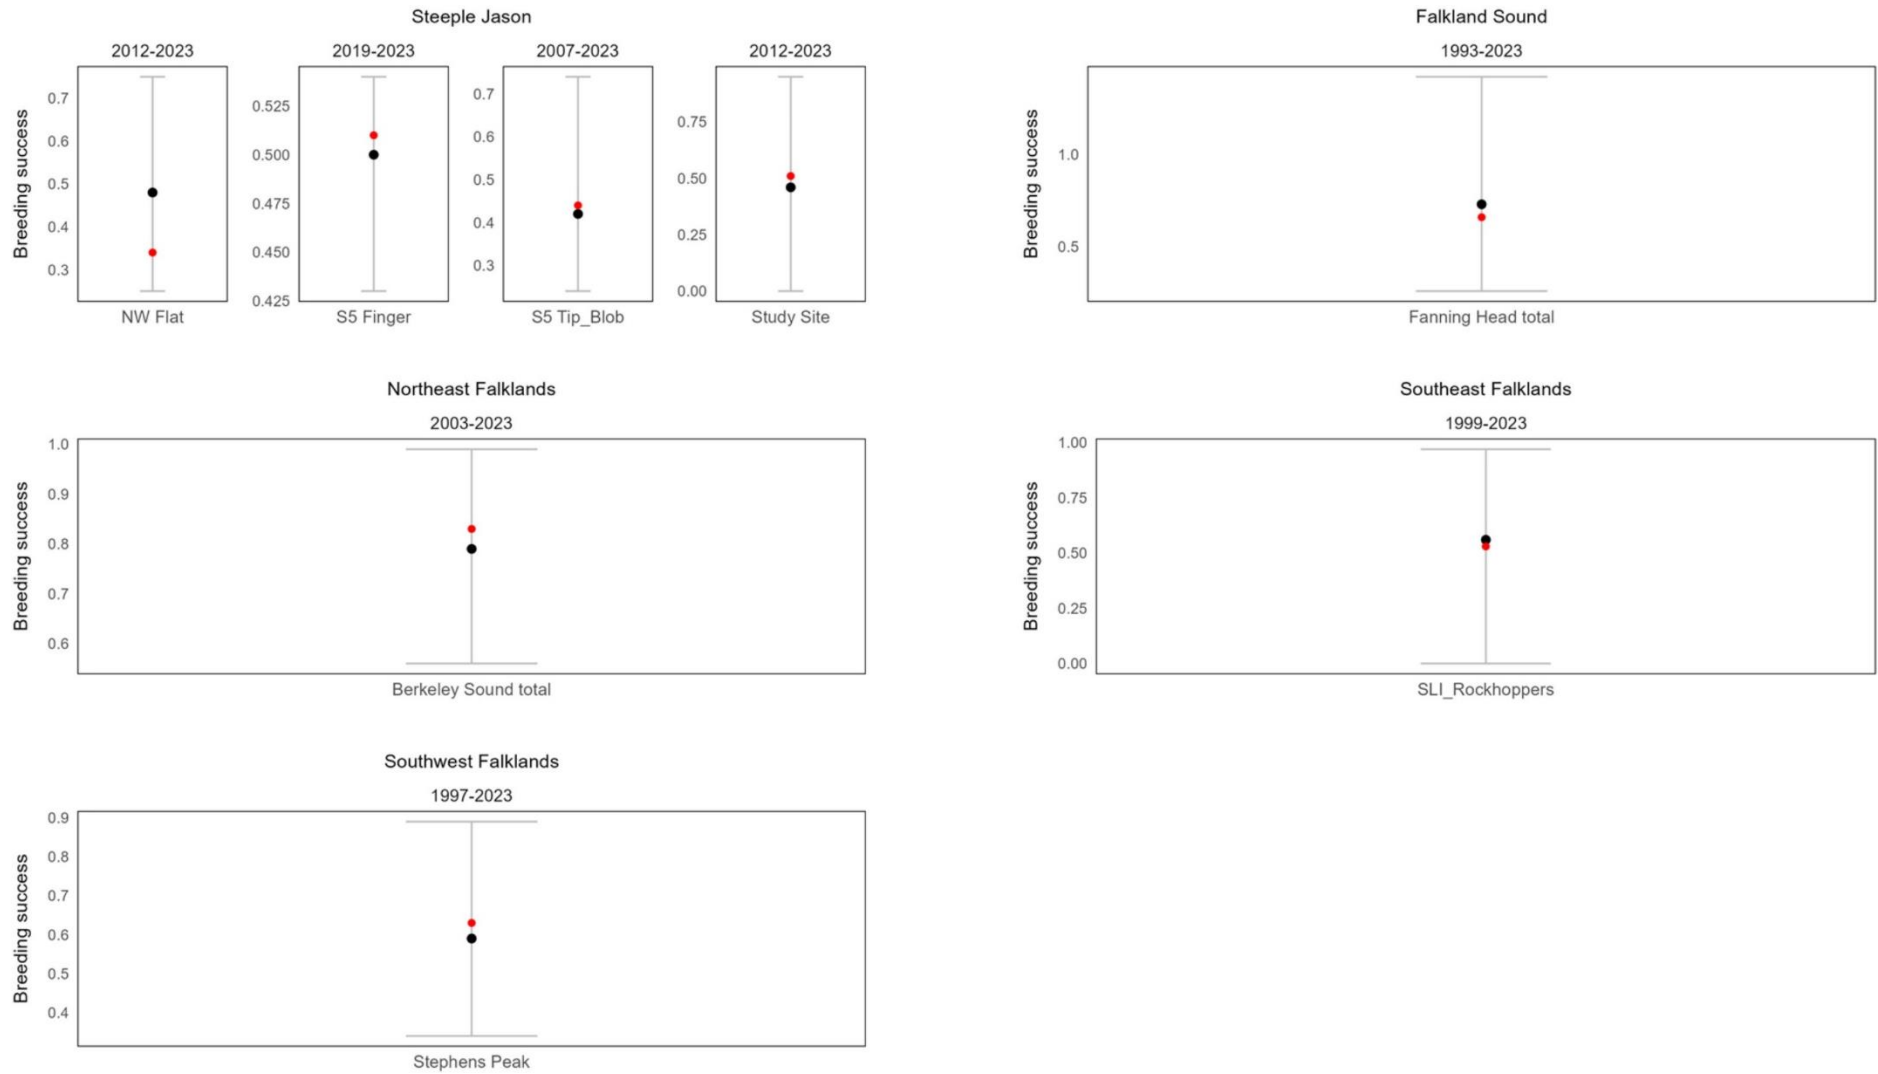 Steeple Jason
2012-2023
2019-2023
2007-2023
2012-2023
Breeding success
0.7
0.6
0.5
0.4
0.3
NW Flat
0.525
0.500
0.475
0.450
0.425
S5 Finger
0.7
0.6
0.5
0.4
0.3
S5 Tip_Blob
0.75
0.50
0.25
0.00
Study Site
Falkland Sound
1993-2023
Breeding success
1.0
0.5
Fanning Head total
Northeast Falklands
2003-2023
Breeding success
1.0
0.9
0.8
0.7
0.6
Berkeley Sound total
Southeast Falklands
1999-2023
Breeding success
1.00
0.75
0.50
0.25
0.00
SLI_Rockhoppers
Southwest Falklands
1997-2023
Breeding success
0.9
0.8
0.7
0.6
0.5
0.4
Stephens Peak